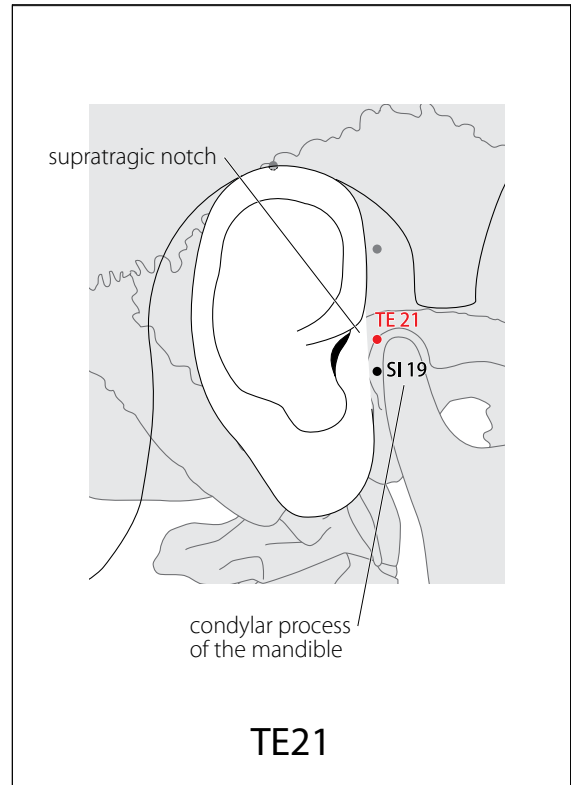 supratragic notch
TE 21
SI 19
condylar process
of the mandible
TE21